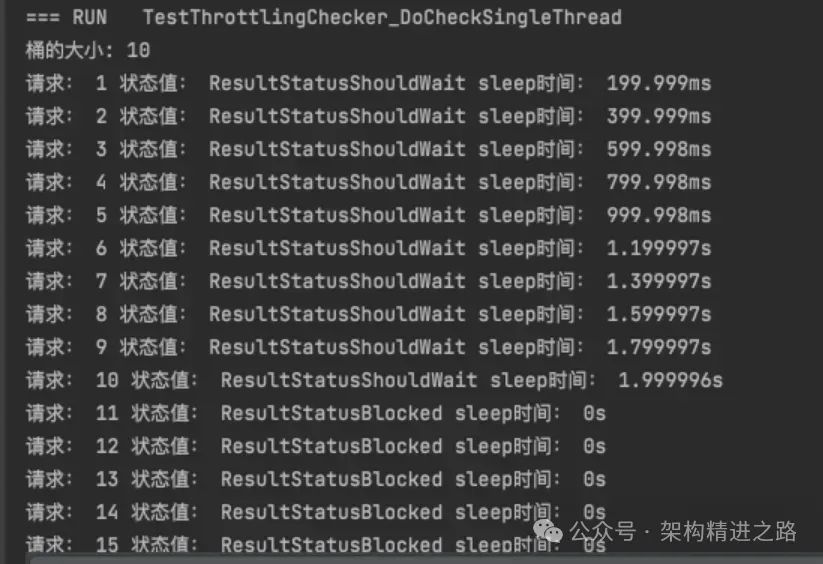 === RUN   TestThrottlingChecker_DoCheckSingleThread
桶的大小: 10
请求:  1 状态值:  ResultStatusShouldWait sleep时间:  199.999ms
请求:  2 状态值:  ResultStatusShouldWait sleep时间:  399.999ms
请求:  3 状态值:  ResultStatusShouldWait sleep时间:  599.998ms
请求:  4 状态值:  ResultStatusShouldWait sleep时间:  799.998ms
请求:  5 状态值:  ResultStatusShouldWait sleep时间:  999.998ms
请求:  6 状态值:  ResultStatusShouldWait sleep时间:  1.199997s
请求:  7 状态值:  ResultStatusShouldWait sleep时间:  1.399997s
请求:  8 状态值:  ResultStatusShouldWait sleep时间:  1.599997s
请求:  9 状态值:  ResultStatusShouldWait sleep时间:  1.799997s
请求:  10 状态值:  ResultStatusShouldWait sleep时间:  1.999996s
请求:  11 状态值:  ResultStatusBlocked sleep时间:  0s
请求:  12 状态值:  ResultStatusBlocked sleep时间:  0s
请求:  13 状态值:  ResultStatusBlocked sleep时间:  0s
请求:  14 状态值:  ResultStatusBlocked sleep时间:  0s
请求:  15 状态值:  ResultStatusBlocked sleep时间:  0s
公众号 · 架构精进之路